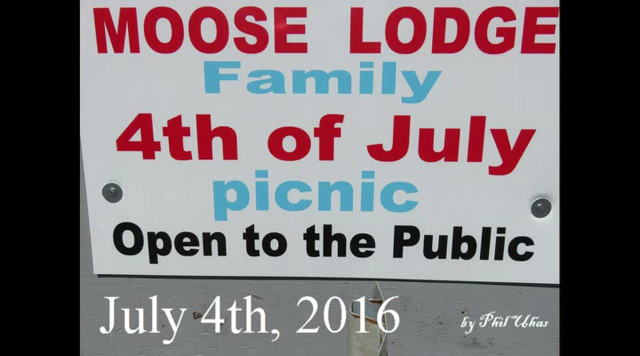 MOOSE LODGE
Family
4th of July
picnic
Open to the Public
July 4th, 2016
by Phil Uhas